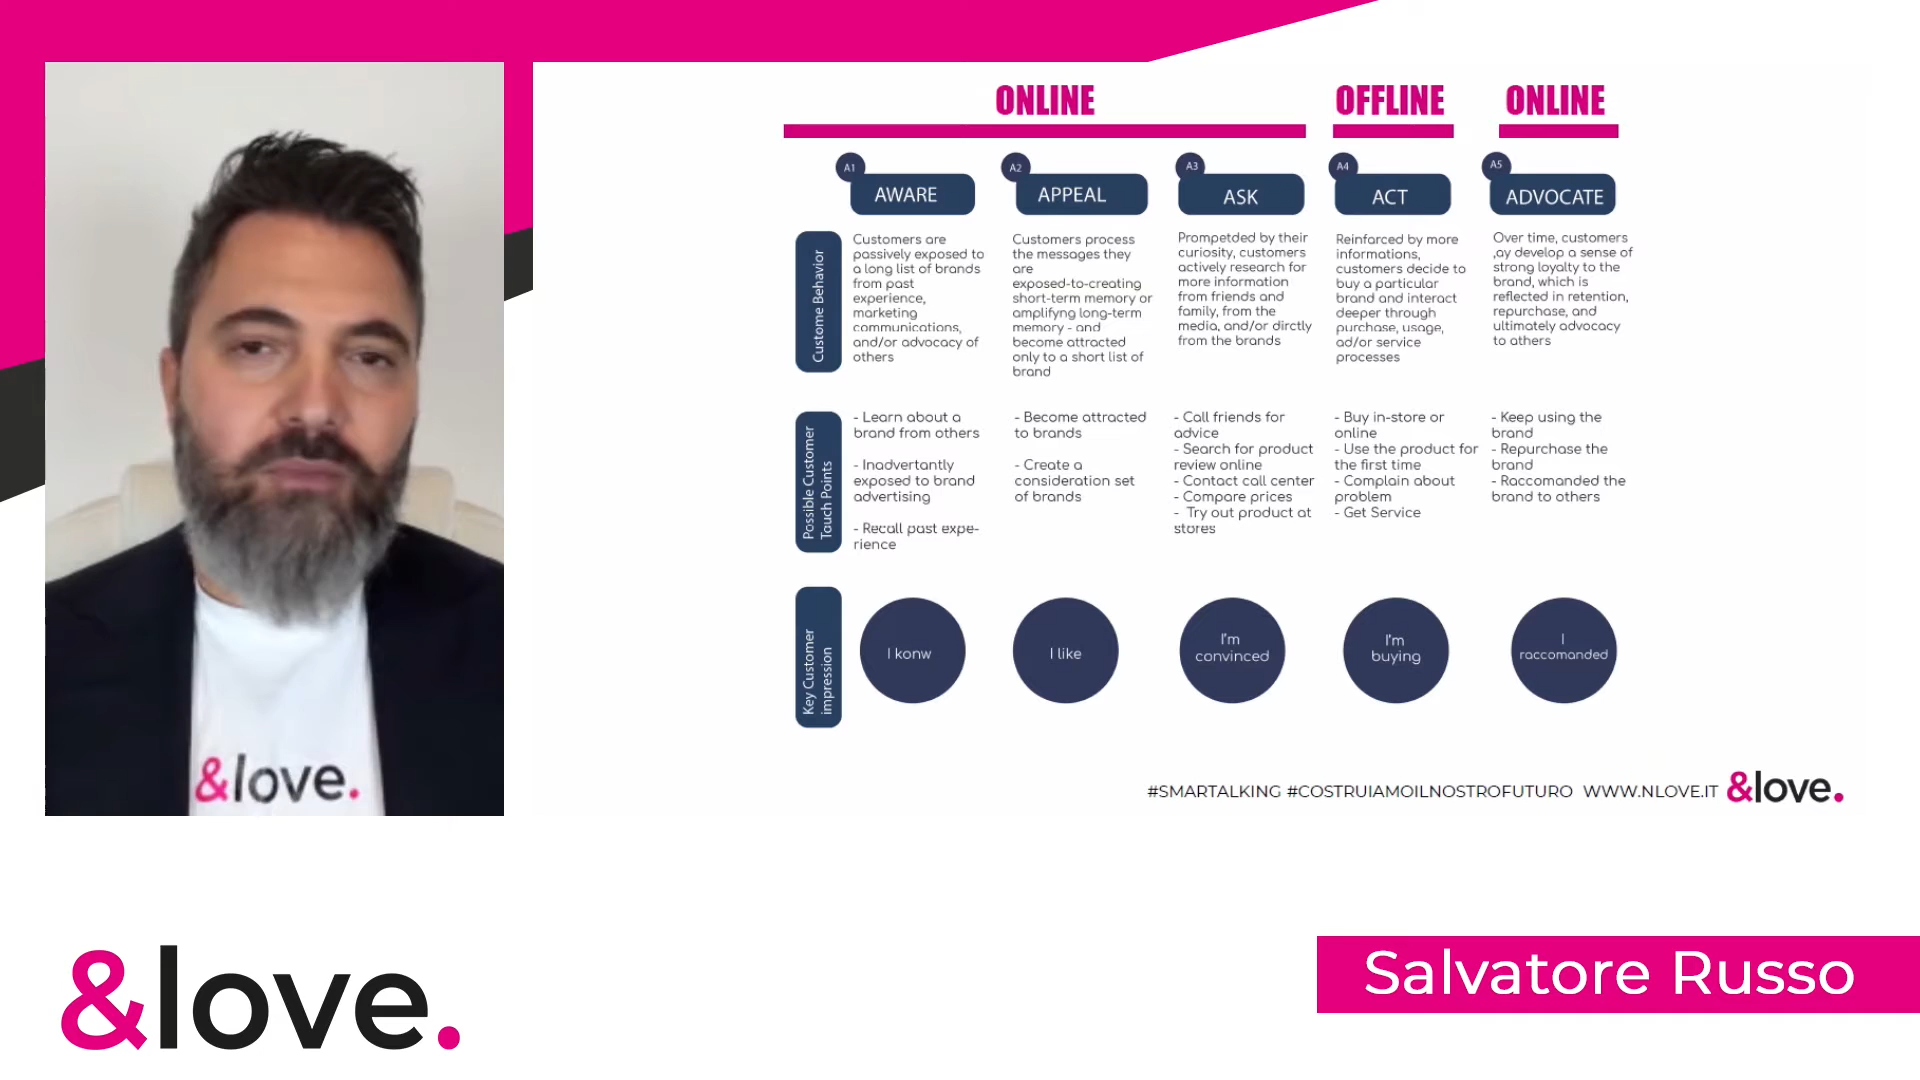 ONLINE
OFFLINE
ONLINE
A1
AWARE
A2
APPEAL
A3
ASK
A4
ACT
A5
ADVOCATE
Custome Behavior
Customers are
passively exposed to
a long list of brands
from past
experience,
marketing
communications,
and/or advocacy of
others
Customers process
the messages they
are
exposed-to-creating
short-term memory or
amplifyng long-term
memory - and
become attracted
only to a short list of
brand
Prompetded by their
curiosity, customers
actively research for
more information
from friends and
family, from the
media, and/or dirctly
from the brands
Reinfarced by more
informations,
customers decide to
buy a particular
brand and interact
deeper through
purchase, usage,
ad/or service
processes
Over time, customers
,ay develop a sense of
strong loyalty to the
brand, which is
reflected in retention,
repurchase, and
ultimately advocacy
to others
Possible Customer
Tauch Points
- Learn about a
brand from others
- Inadvertantly
exposed to brand
advertising
- Recall past expe-
rience
- Become attracted
to brands
- Create a
consideration set
of brands
- Call friends for
advice
- Search for product
review online
- Contact call center
- Compare prices
- Try out product at
stores
- Buy in-store or
online
- Use the product for
the first time
- Complain about
problem
- Get Service
- Keep using the
brand
- Repurchase the
brand
- Raccomanded the
brand to others
Key Customer
impression
I konw
I like
I'm
convinced
I'm
buying
I
raccomanded
&love.
#SMARTALKING #COSTRUIAMOILNOSTROFUTURO WWW.NLOVE.IT &love.
&love.
Salvatore Russo